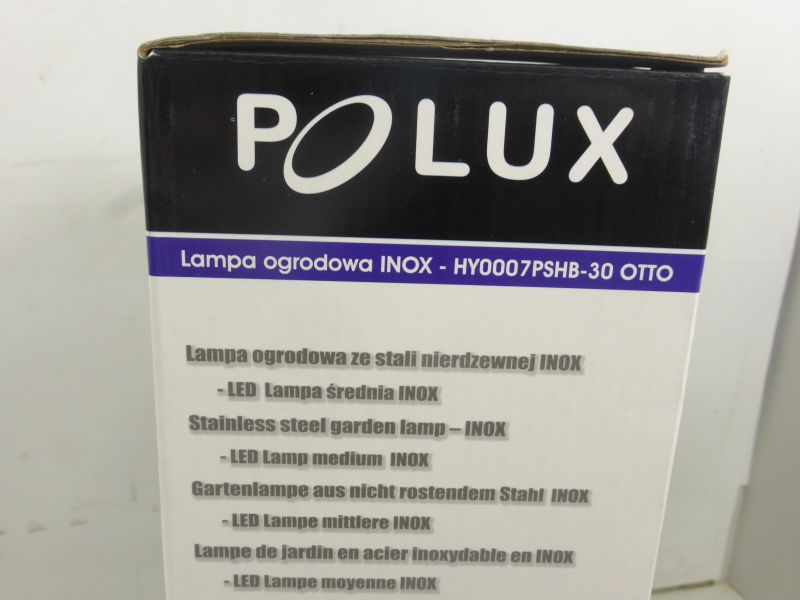 POLUX
Lampa ogrodowa INOX - HY0007PSHB-30 OTTO
Lampa ogrodowa ze stali nierdzewnej INOX
- LED Lampa średnia INOX
Stainless steel garden lamp – INOX
- LED Lamp medium INOX
Gartenlampe aus nicht rostendem Stahl INOX
- LED Lampe mittlere INOX
Lampe de jardin en acier inoxydable en INOX
- LED Lampe moyenne INOX